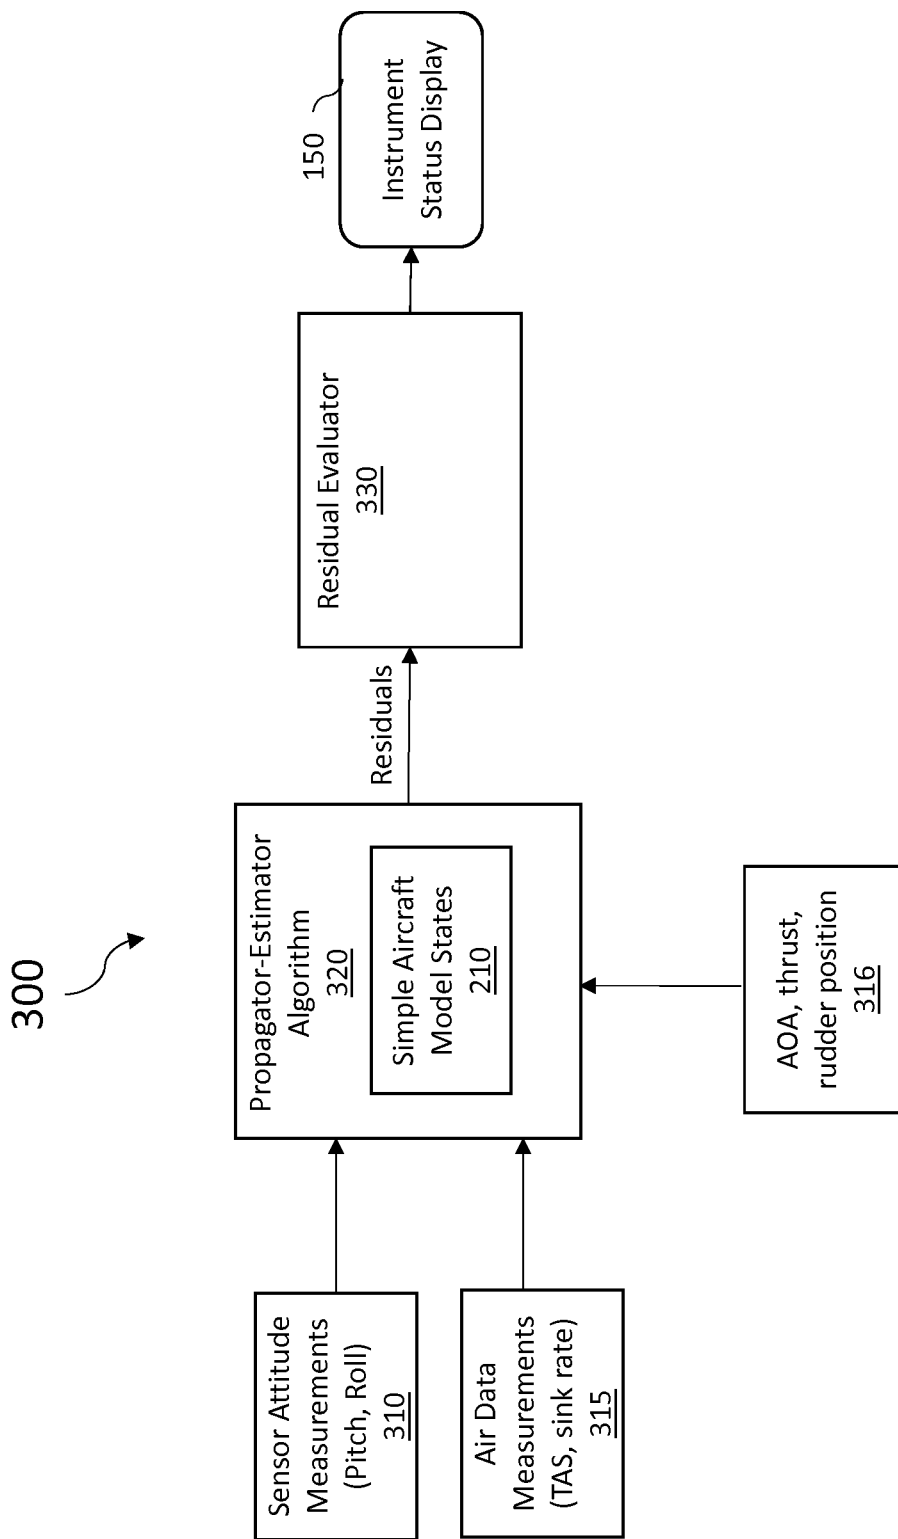 300
Sensor Attitude
Measurements
(Pitch, Roll)
310
Air Data
Measurements
(TAS, sink rate)
315
Propagator-Estimator
Algorithm
320
Simple Aircraft
Model States
210
AOA, thrust,
rudder position
316
Residuals
Residual Evaluator
330
150
Instrument
Status Display